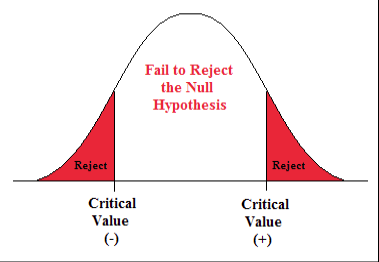 Fail to Reject
the Null
Hypothesis
Reject
Reject
Critical
Value
(-)
Critical
Value
(+)